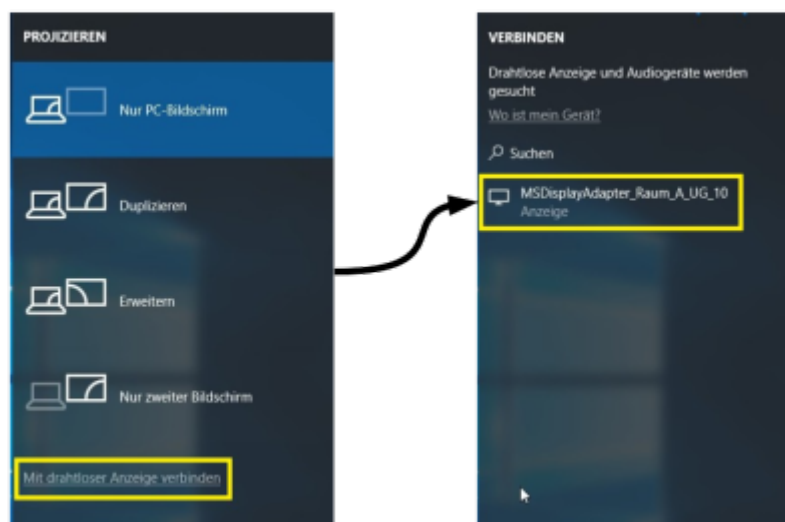 PROJIZIEREN
Nur PC-Bildschirm
Duplizieren
Erweitern
Nur zweiter Bildschirm
Mit drahtloser Anzeige verbinden
VERBINDEN
Drahtlose Anzeige und Audiogeräte werden
gesucht
Wo ist mein Gerät?
Suchen
MSDisplayAdapter_Raum_A_UG_10
Anzeige